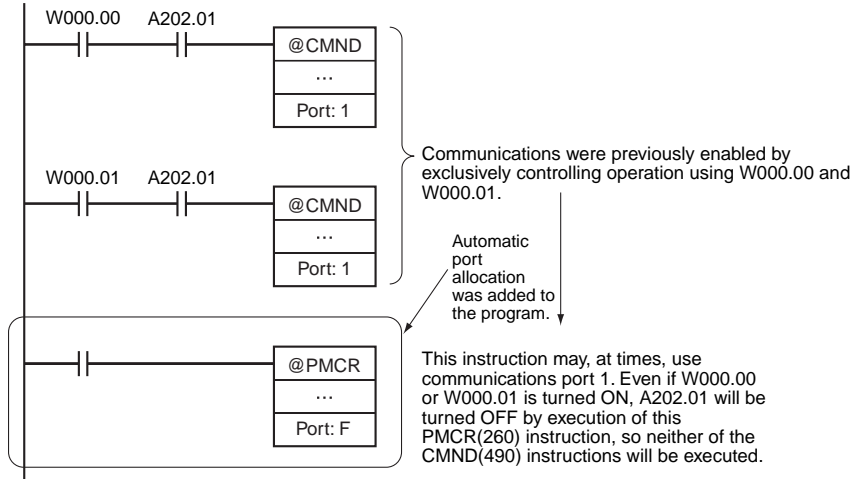 W000.00 A202.01
@CMND
...
Port: 1
W000.01 A202.01
@CMND
...
Port: 1
Communications were previously enabled by
exclusively controlling operation using W000.00 and
W000.01.
Automatic
port
allocation
was added to
the program.
@PMCR
...
Port: F
This instruction may, at times, use
communications port 1. Even if W000.00
or W000.01 is turned ON, A202.01 will be
turned OFF by execution of this
PMCR(260) instruction, so neither of the
CMND(490) instructions will be executed.